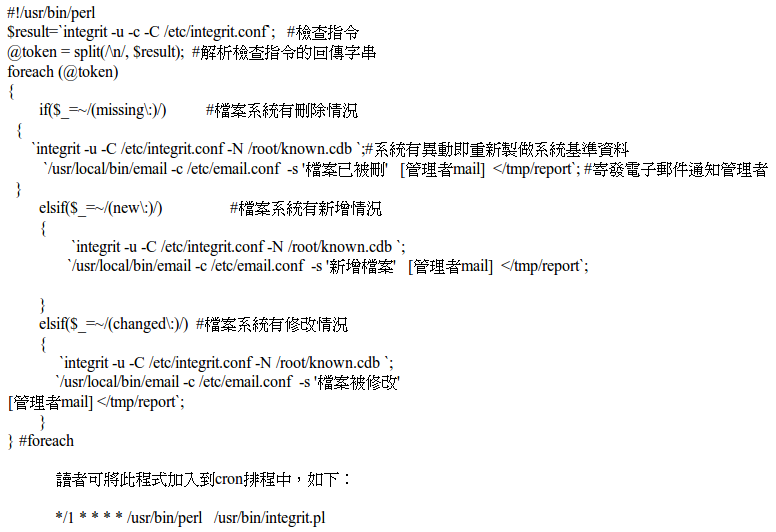 #!/usr/bin/perl
$result=`integrit -u -c -C /etc/integrit.conf`; #檢查指令
@token = split(/\n/, $result); #解析檢查指令的回傳字串
foreach (@token)
{
if($_=~/(missing\:)/) #檔案系統有刪除情況
{
`integrit -u -C /etc/integrit.conf -N /root/known.cdb `;#系統有異動即重新製做系統基準資料
`/usr/local/bin/email -c /etc/email.conf -s '檔案已被刪' [管理者mail] </tmp/report`; #寄發電子郵件通知管理者
}
elsif($_=~/(new\:)/) #檔案系統有新增情況
{
`integrit -u -C /etc/integrit.conf -N /root/known.cdb `;
`/usr/local/bin/email -c /etc/email.conf -s '新增檔案' [管理者mail] </tmp/report`;
}
elsif($_=~/(changed\:)/) #檔案系統有修改情況
{
`integrit -u -C /etc/integrit.conf -N /root/known.cdb `;
`/usr/local/bin/email -c /etc/email.conf -s '檔案被修改'
[管理者mail] </tmp/report`;
}
} #foreach
讀者可將此程式加入到cron排程中，如下：
*/1 * * * * /usr/bin/perl /usr/bin/integrit.pl